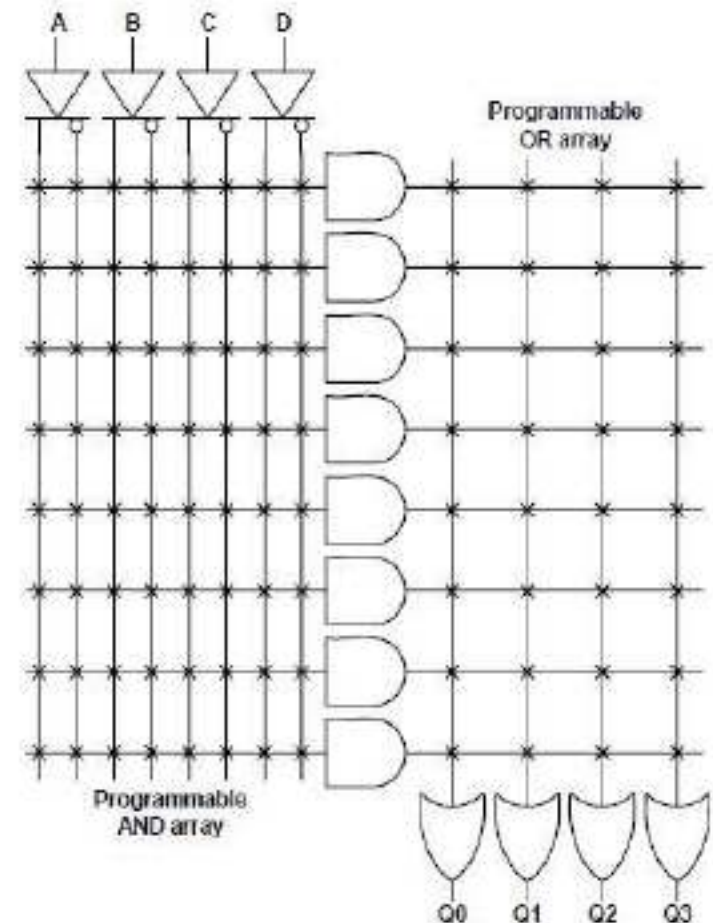 A B C D
Programmable
OR array
Programmable
AND array
Q0 Q1 Q2 Q3